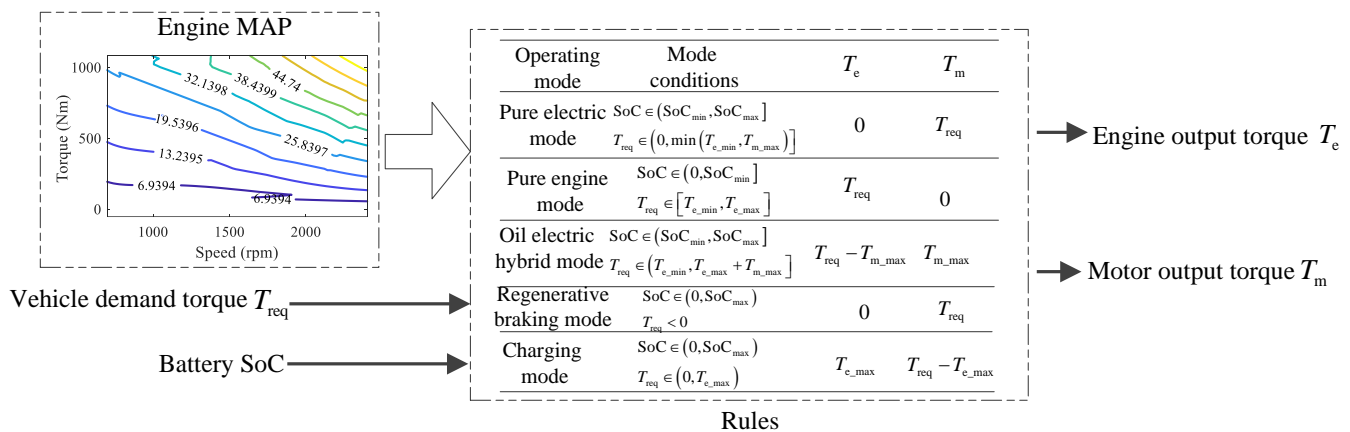 Engine MAP
1000
500
0
Torque (Nm)
44.74
38.4399
32.1398
25.8397
19.5396
13.2395
6.9394
6.9394
1000
1500
2000
Speed (rpm)
Vehicle demand torque T_req
Battery SoC
Operating mode
Mode conditions
T_e
T_m
Pure electric mode
SoC ∈ (SoC_min, SoC_max]
T_req ∈ (0, min(T_e_min, T_m_max)]
0
T_req
Pure engine mode
SoC ∈ (0, SoC_min]
T_req ∈ [T_e_min, T_e_max]
T_req
0
Oil electric hybrid mode
SoC ∈ (SoC_min, SoC_max]
T_req ∈ (T_e_min, T_e_max + T_m_max]
T_req − T_m_max
T_m_max
Regenerative braking mode
SoC ∈ (0, SoC_max)
T_req < 0
0
T_req
Charging mode
SoC ∈ (0, SoC_max)
T_req ∈ (0, T_e_max)
T_e_max
T_req − T_e_max
Rules
Engine output torque T_e
Motor output torque T_m